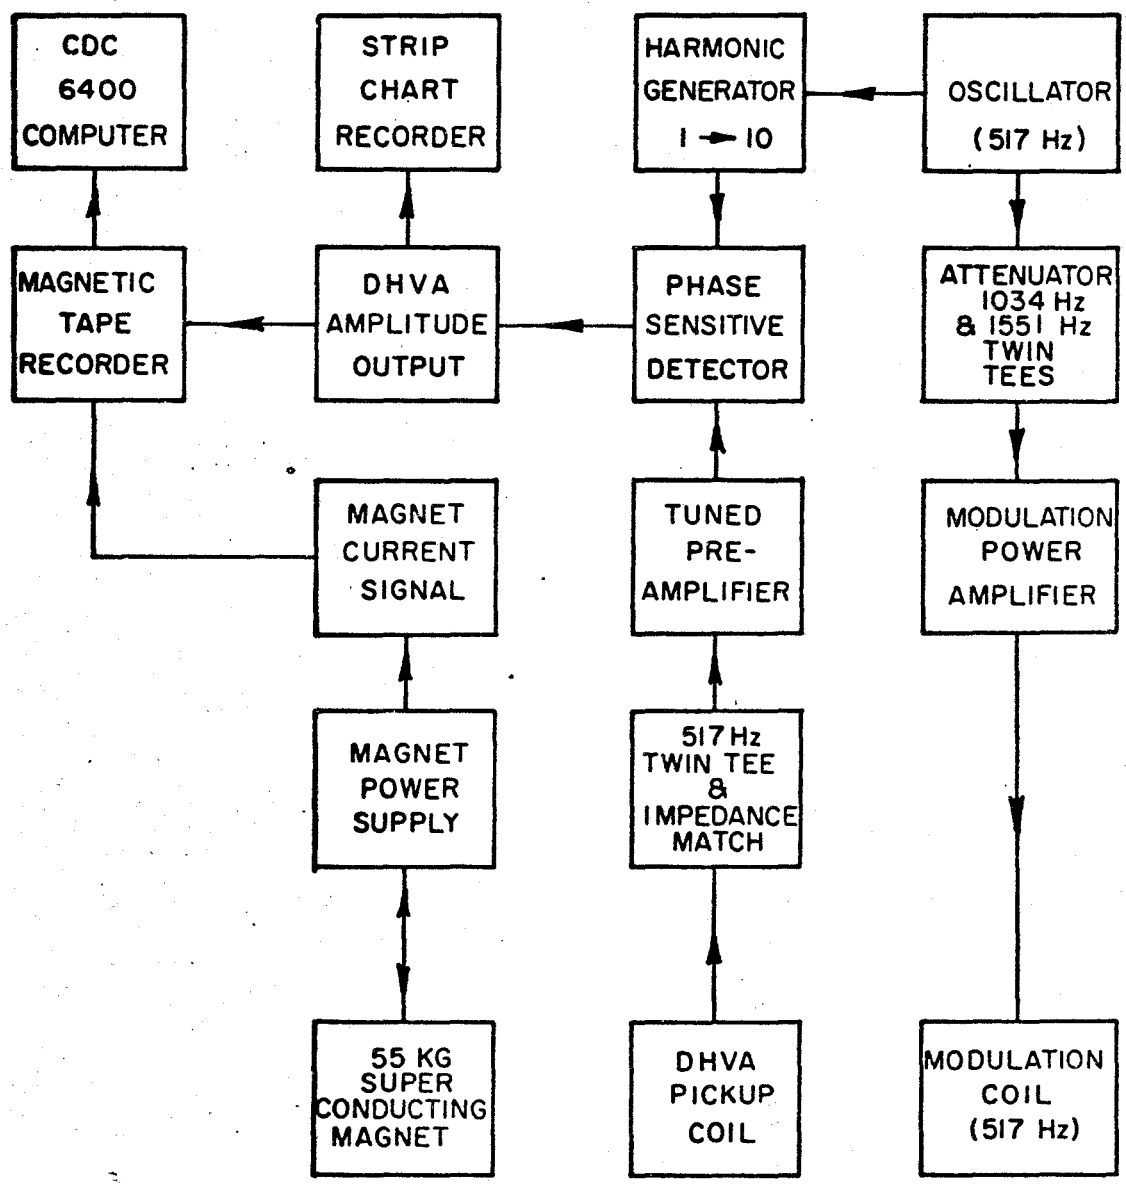 CDC
6400
COMPUTER
STRIP
CHART
RECORDER
HARMONIC
GENERATOR
1 → 10
OSCILLATOR
(517 Hz)
MAGNETIC
TAPE
RECORDER
DHVA
AMPLITUDE
OUTPUT
PHASE
SENSITIVE
DETECTOR
ATTENUATOR
1034 Hz
& 1551 Hz
TWIN
TEES
MAGNET
CURRENT
SIGNAL
TUNED
PRE-
AMPLIFIER
MODULATION
POWER
AMPLIFIER
MAGNET
POWER
SUPPLY
517 Hz
TWIN TEE
&
IMPEDANCE
MATCH
55 KG
SUPER
CONDUCTING
MAGNET
DHVA
PICKUP
COIL
MODULATION
COIL
(517 Hz)